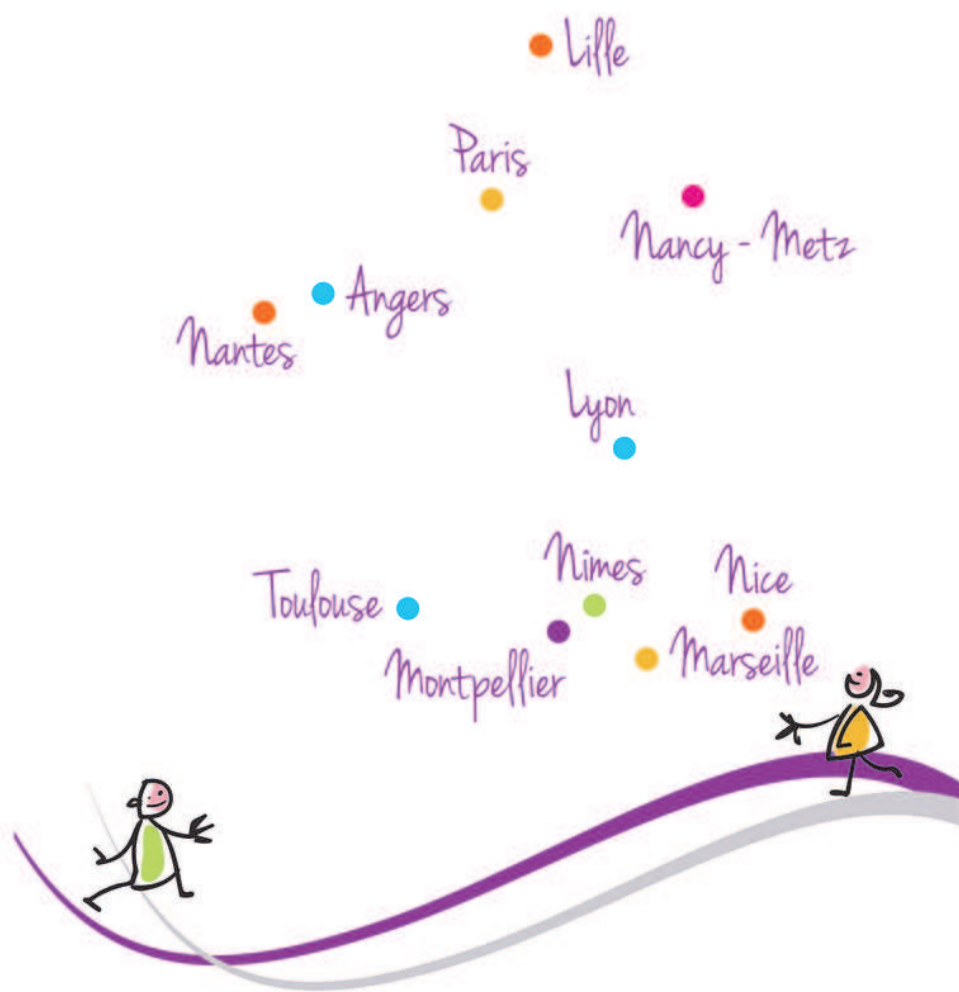 Lille
Paris
Nancy - Metz
Angers
Nantes
Lyon
Nimes
Nice
Toulouse
Marseille
Montpellier